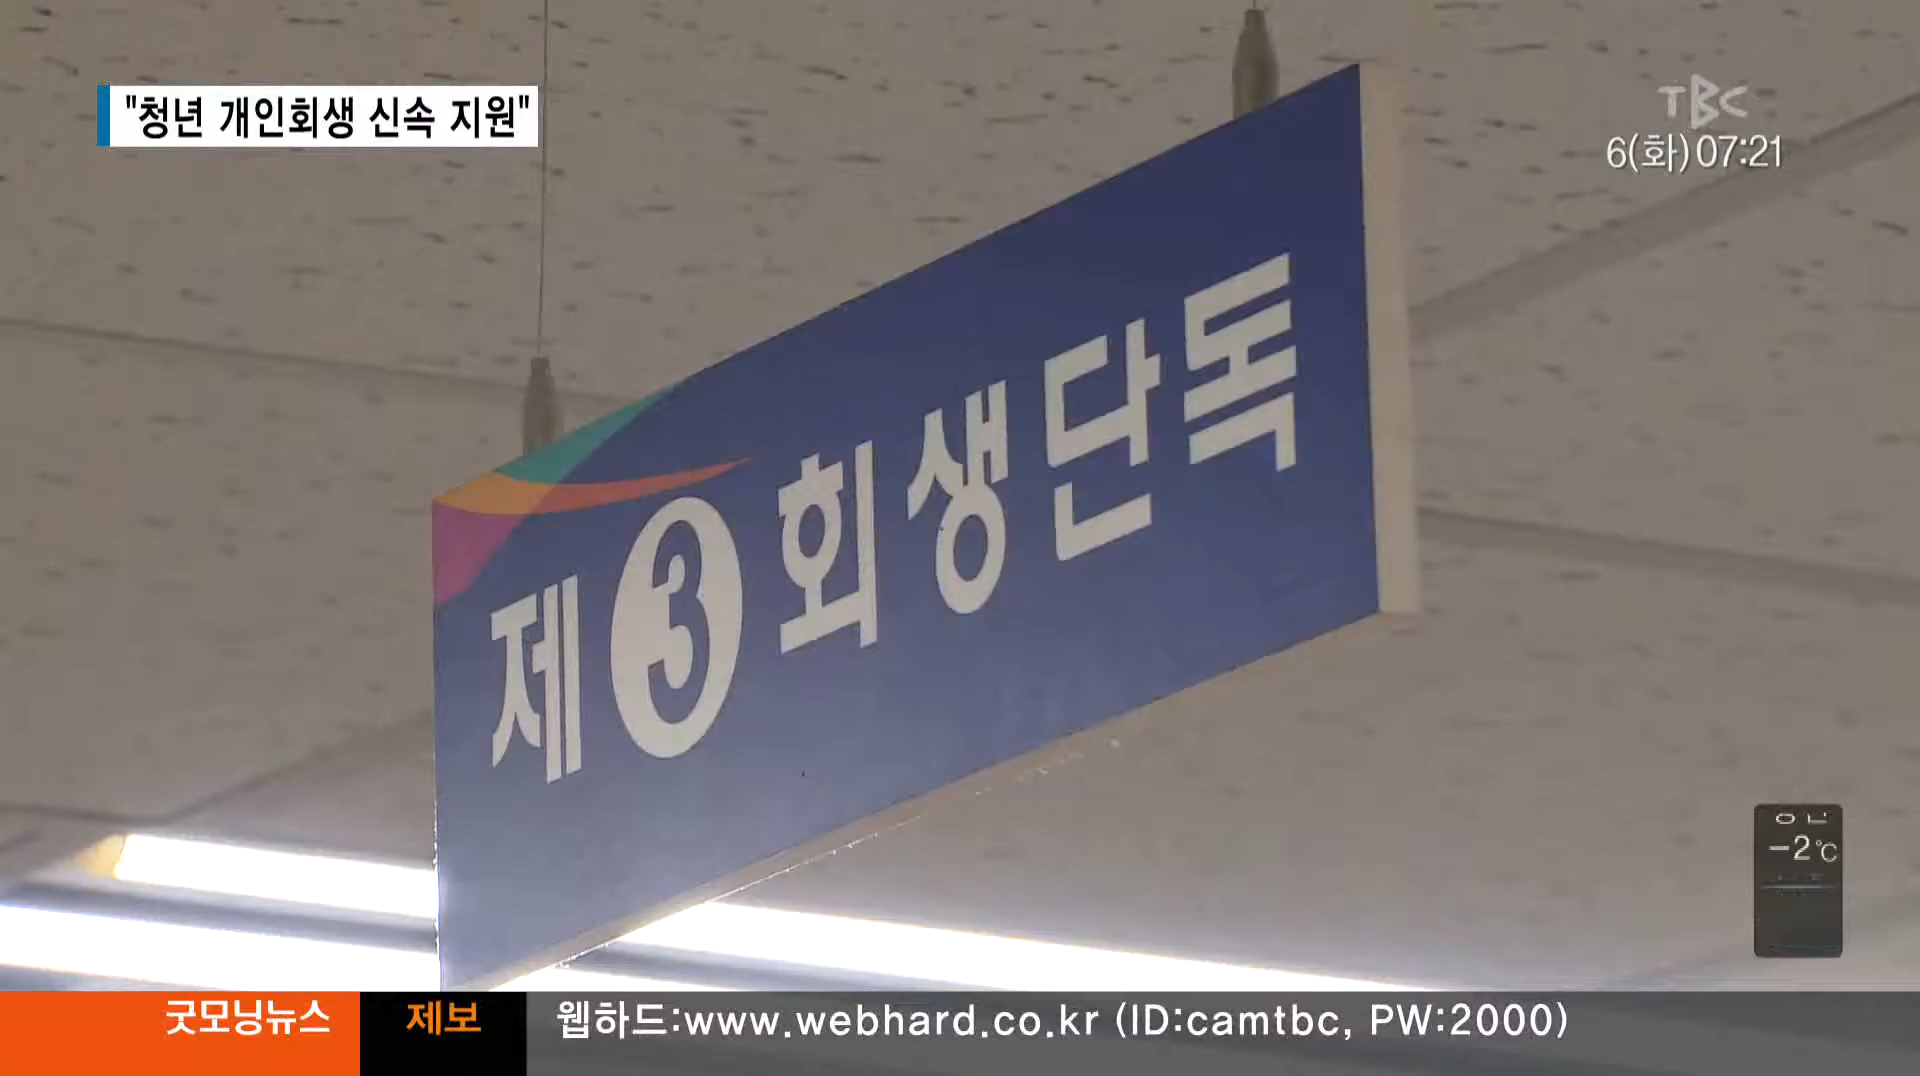 "청년 개인회생 신속 지원"
TBC
6(화) 07:21
제3회생단독
-2℃
굿모닝뉴스 제보 웹하드:www.webhard.co.kr (ID:camtbc, PW:2000)